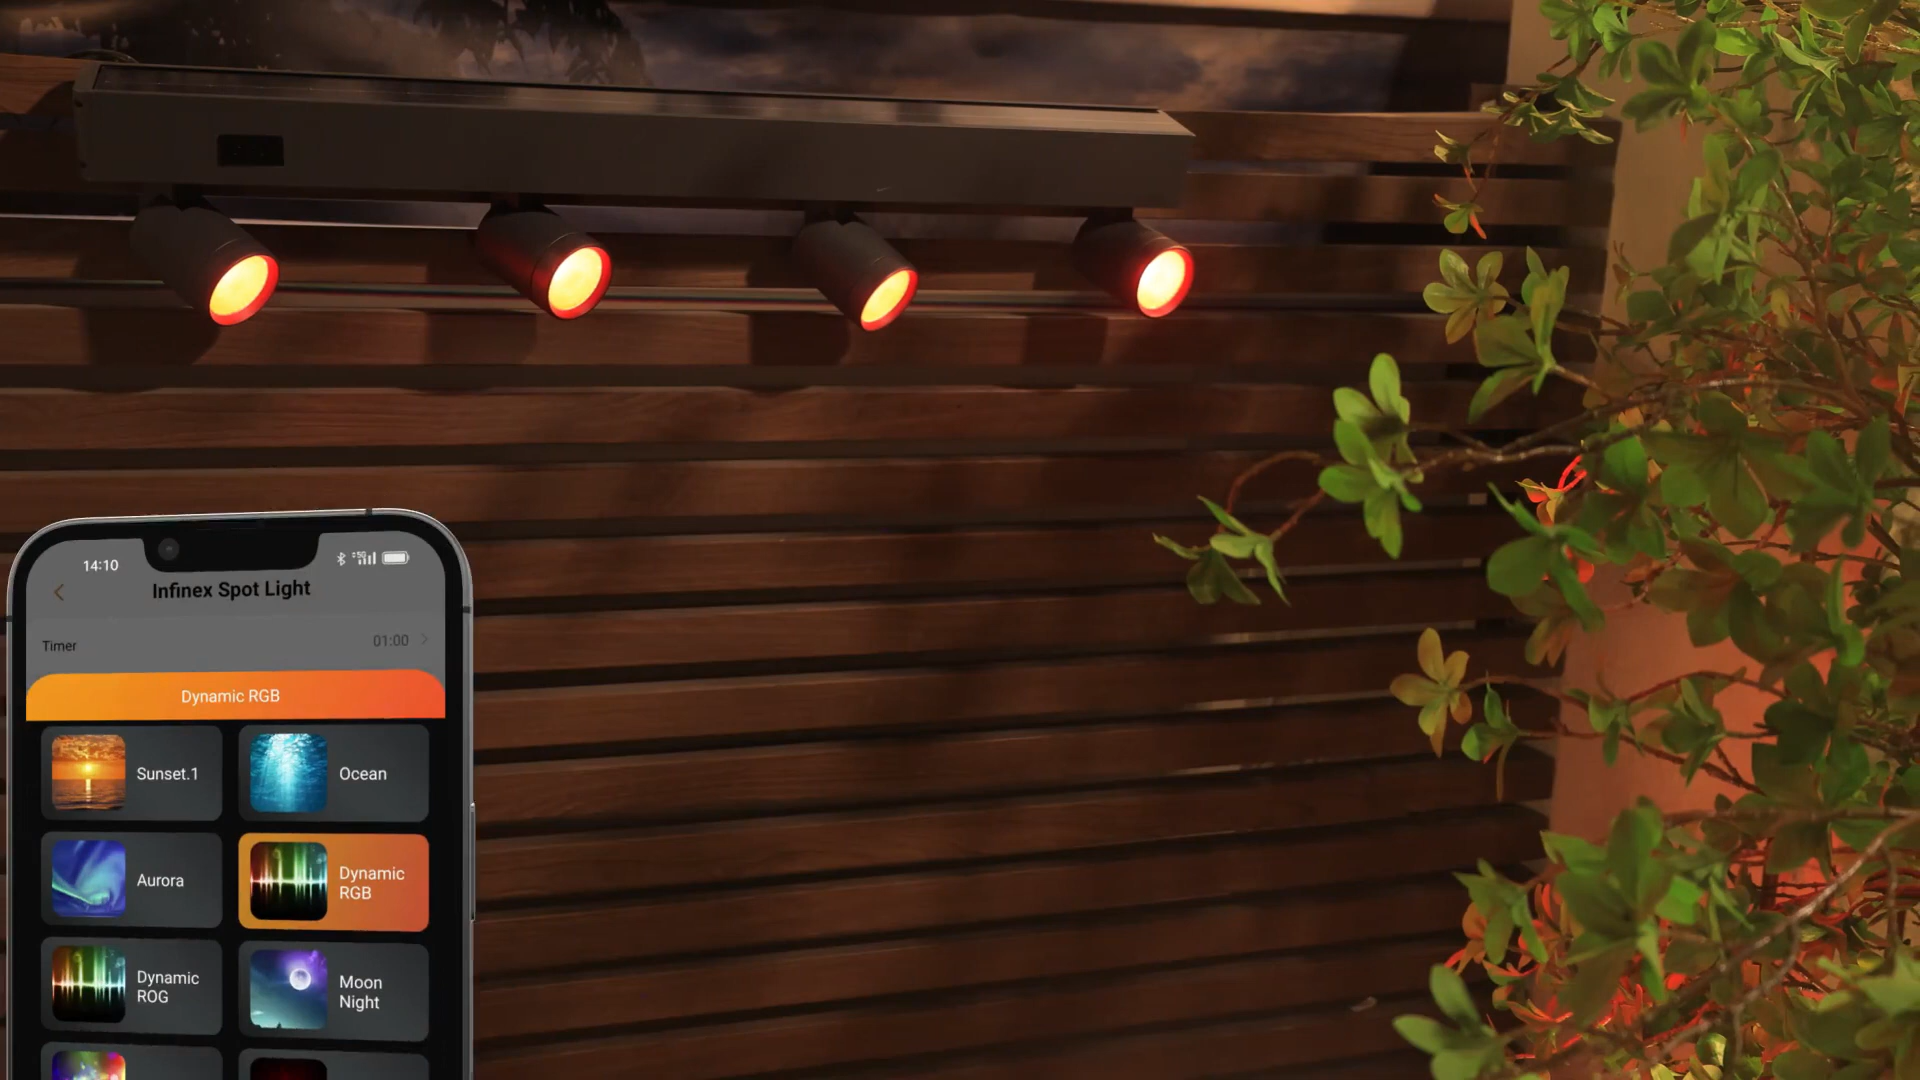 14:10
5G
Infinex Spot Light
Timer
01:00
Dynamic RGB
Sunset.1
Ocean
Aurora
Dynamic
RGB
Dynamic
ROG
Moon
Night